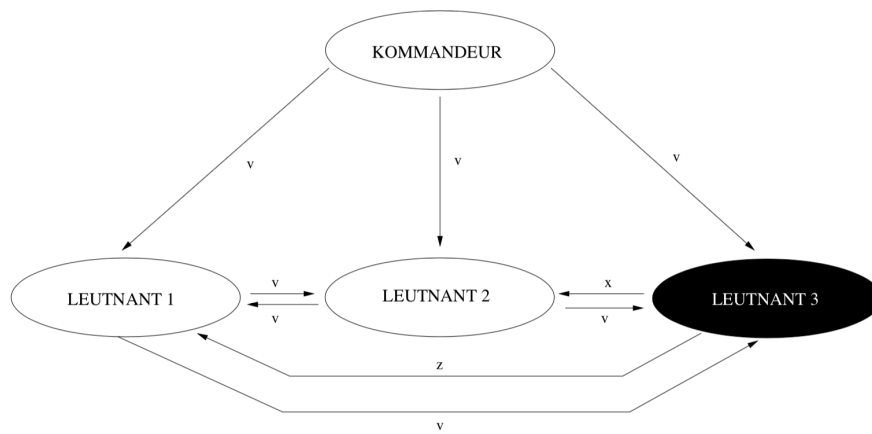 KOMMANDEUR
v
v
v
LEUTNANT 1
v
v
LEUTNANT 2
x
v
LEUTNANT 3
z
v